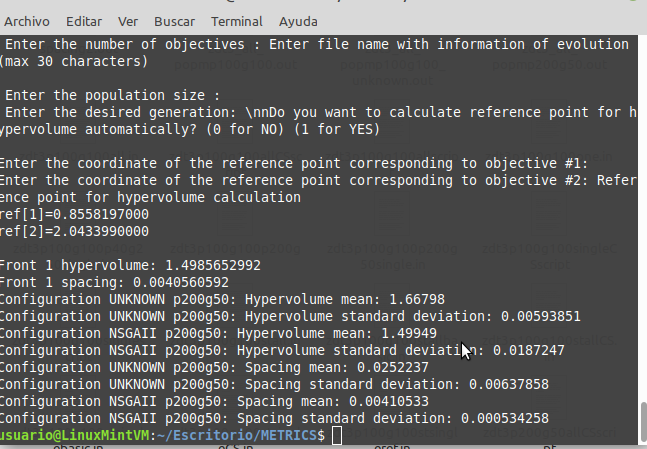 Archivo Editar Ver Buscar Terminal Ayuda
Enter the number of objectives : Enter file name with information of evolution
(max 30 characters)
Enter the population size :
Enter the desired generation: \nnDo you want to calculate reference point for h
ypervolume automatically? (0 for NO) (1 for YES)
Enter the coordinate of the reference point corresponding to objective #1:
Enter the coordinate of the reference point corresponding to objective #2: Refer
ence point for hypervolume calculation
ref[1]=0.8558197000
ref[2]=2.0433990000
Front 1 hypervolume: 1.4985652992
Front 1 spacing: 0.0040560592
Configuration UNKNOWN p200g50: Hypervolume mean: 1.66798
Configuration UNKNOWN p200g50: Hypervolume standard deviation: 0.00593851
Configuration NSGAII p200g50: Hypervolume mean: 1.49949
Configuration NSGAII p200g50: Hypervolume standard deviation: 0.0187247
Configuration UNKNOWN p200g50: Spacing mean: 0.0252237
Configuration UNKNOWN p200g50: Spacing standard deviation: 0.00637858
Configuration NSGAII p200g50: Spacing mean: 0.00410533
Configuration NSGAII p200g50: Spacing standard deviation: 0.000534258
usuario@LinuxMintVM:~/Escritorio/METRICS$